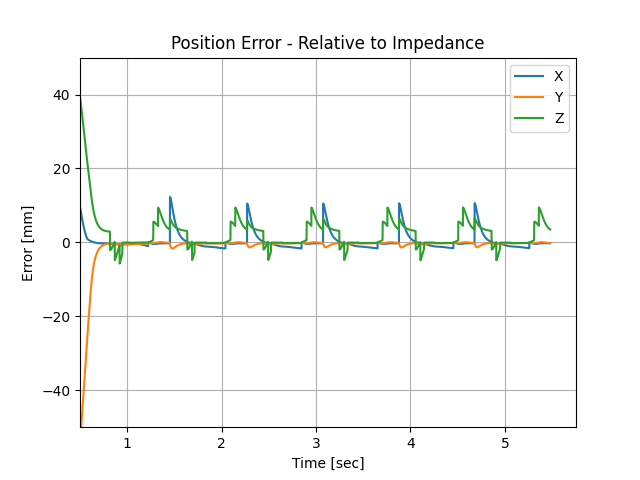 Position Error - Relative to Impedance
X
Y
Z
40
20
0
−20
−40
Error [mm]
1
2
3
4
5
Time [sec]